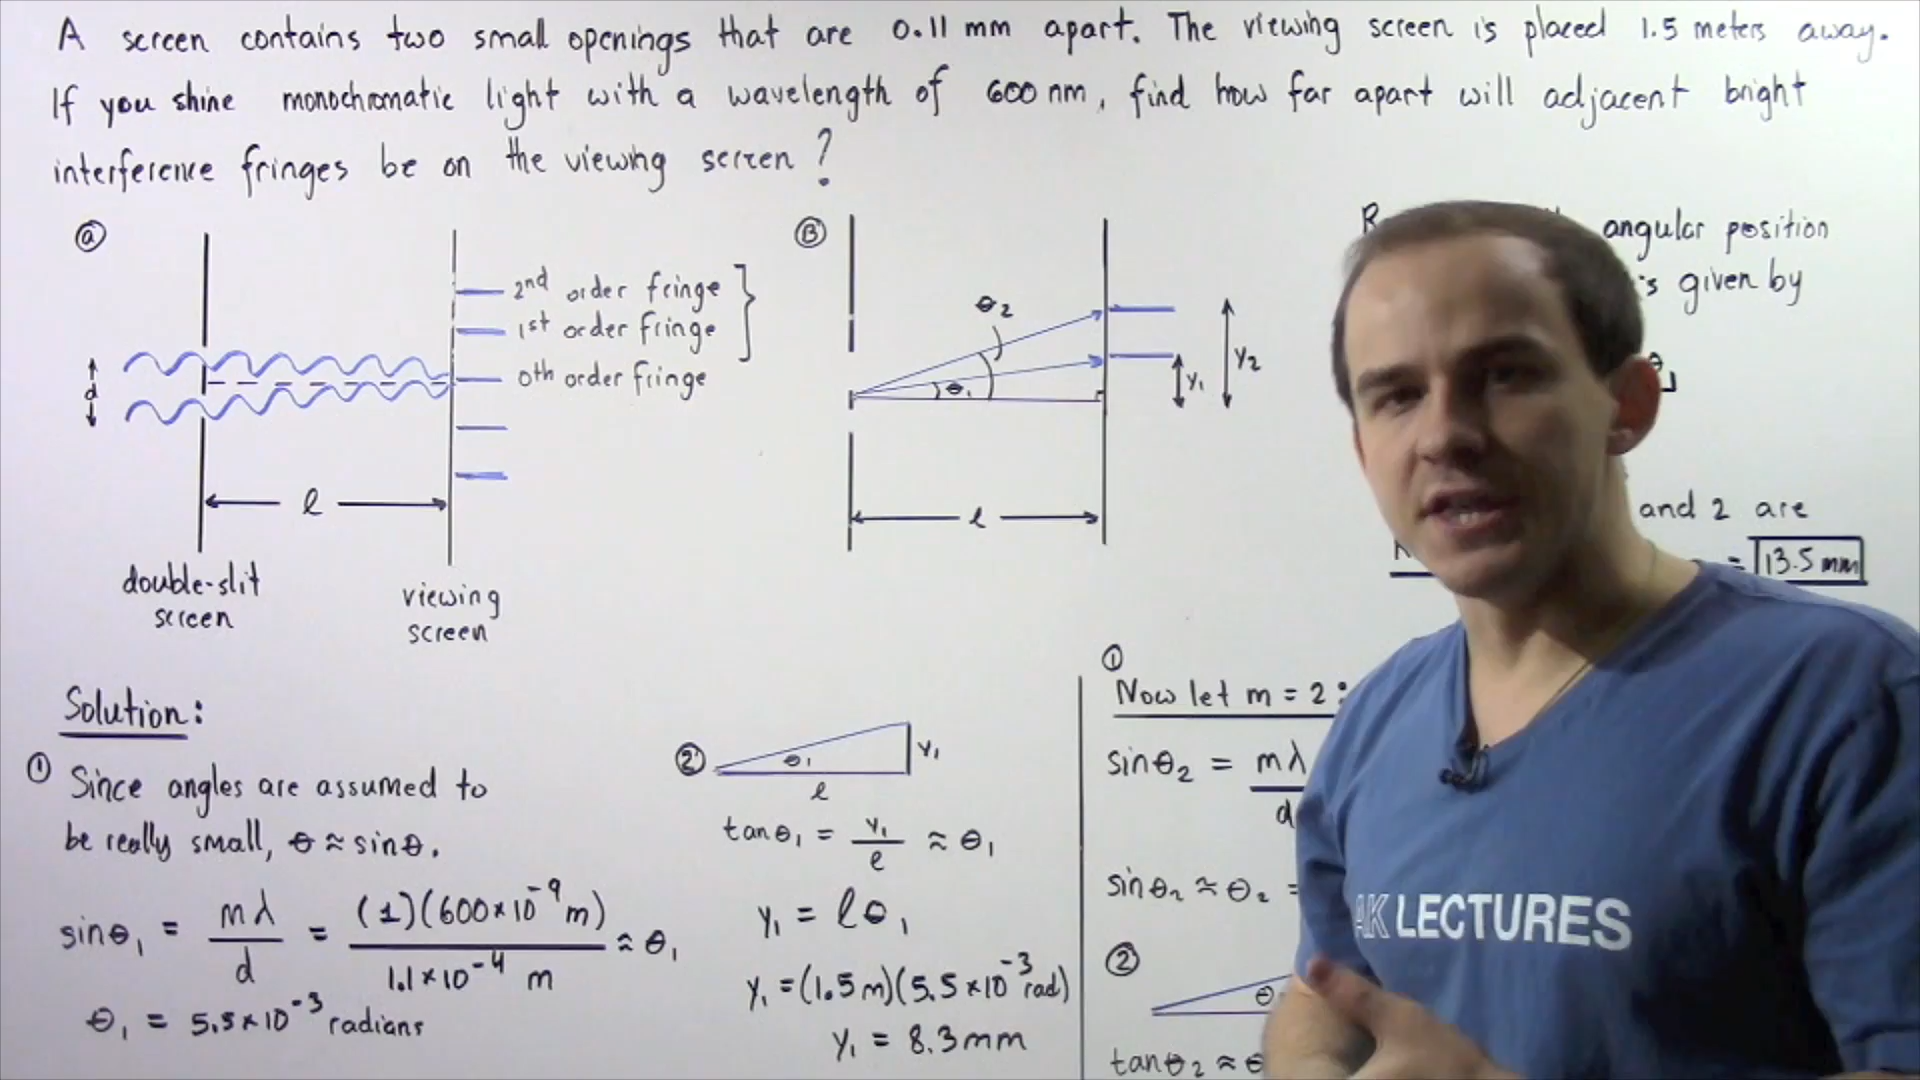 A screen contains two small openings that are 0.11 mm apart. The viewing screen is placed 1.5 meters away.
If you shine monochromatic light with a wavelength of 600 nm, find how far apart will adjacent bright
interference fringes be on the viewing screen?
a
2nd order fringe
1st order fringe
0th order fringe
d
l
double-slit
screen
viewing
screen
B
θ2
θ1
y1
y2
l
angular position
is given by
θ
and 2 are
= 13.5 mm
Solution:
① Since angles are assumed to
be really small, θ ≈ sinθ.
sinθ1 = mλ/d = (1)(600×10⁻⁹ m)/1.1×10⁻⁴ m ≈ θ1
θ1 = 5.5×10⁻³ radians
②
θ1
y1
l
tanθ1 = y1/l ≈ θ1
y1 = lθ1
y1 = (1.5 m)(5.5×10⁻³ rad)
y1 = 8.3 mm
①
Now let m = 2:
sinθ2 = mλ/d
sinθ2 ≈ θ2 =
②
θ
tanθ2 ≈ θ
AK LECTURES